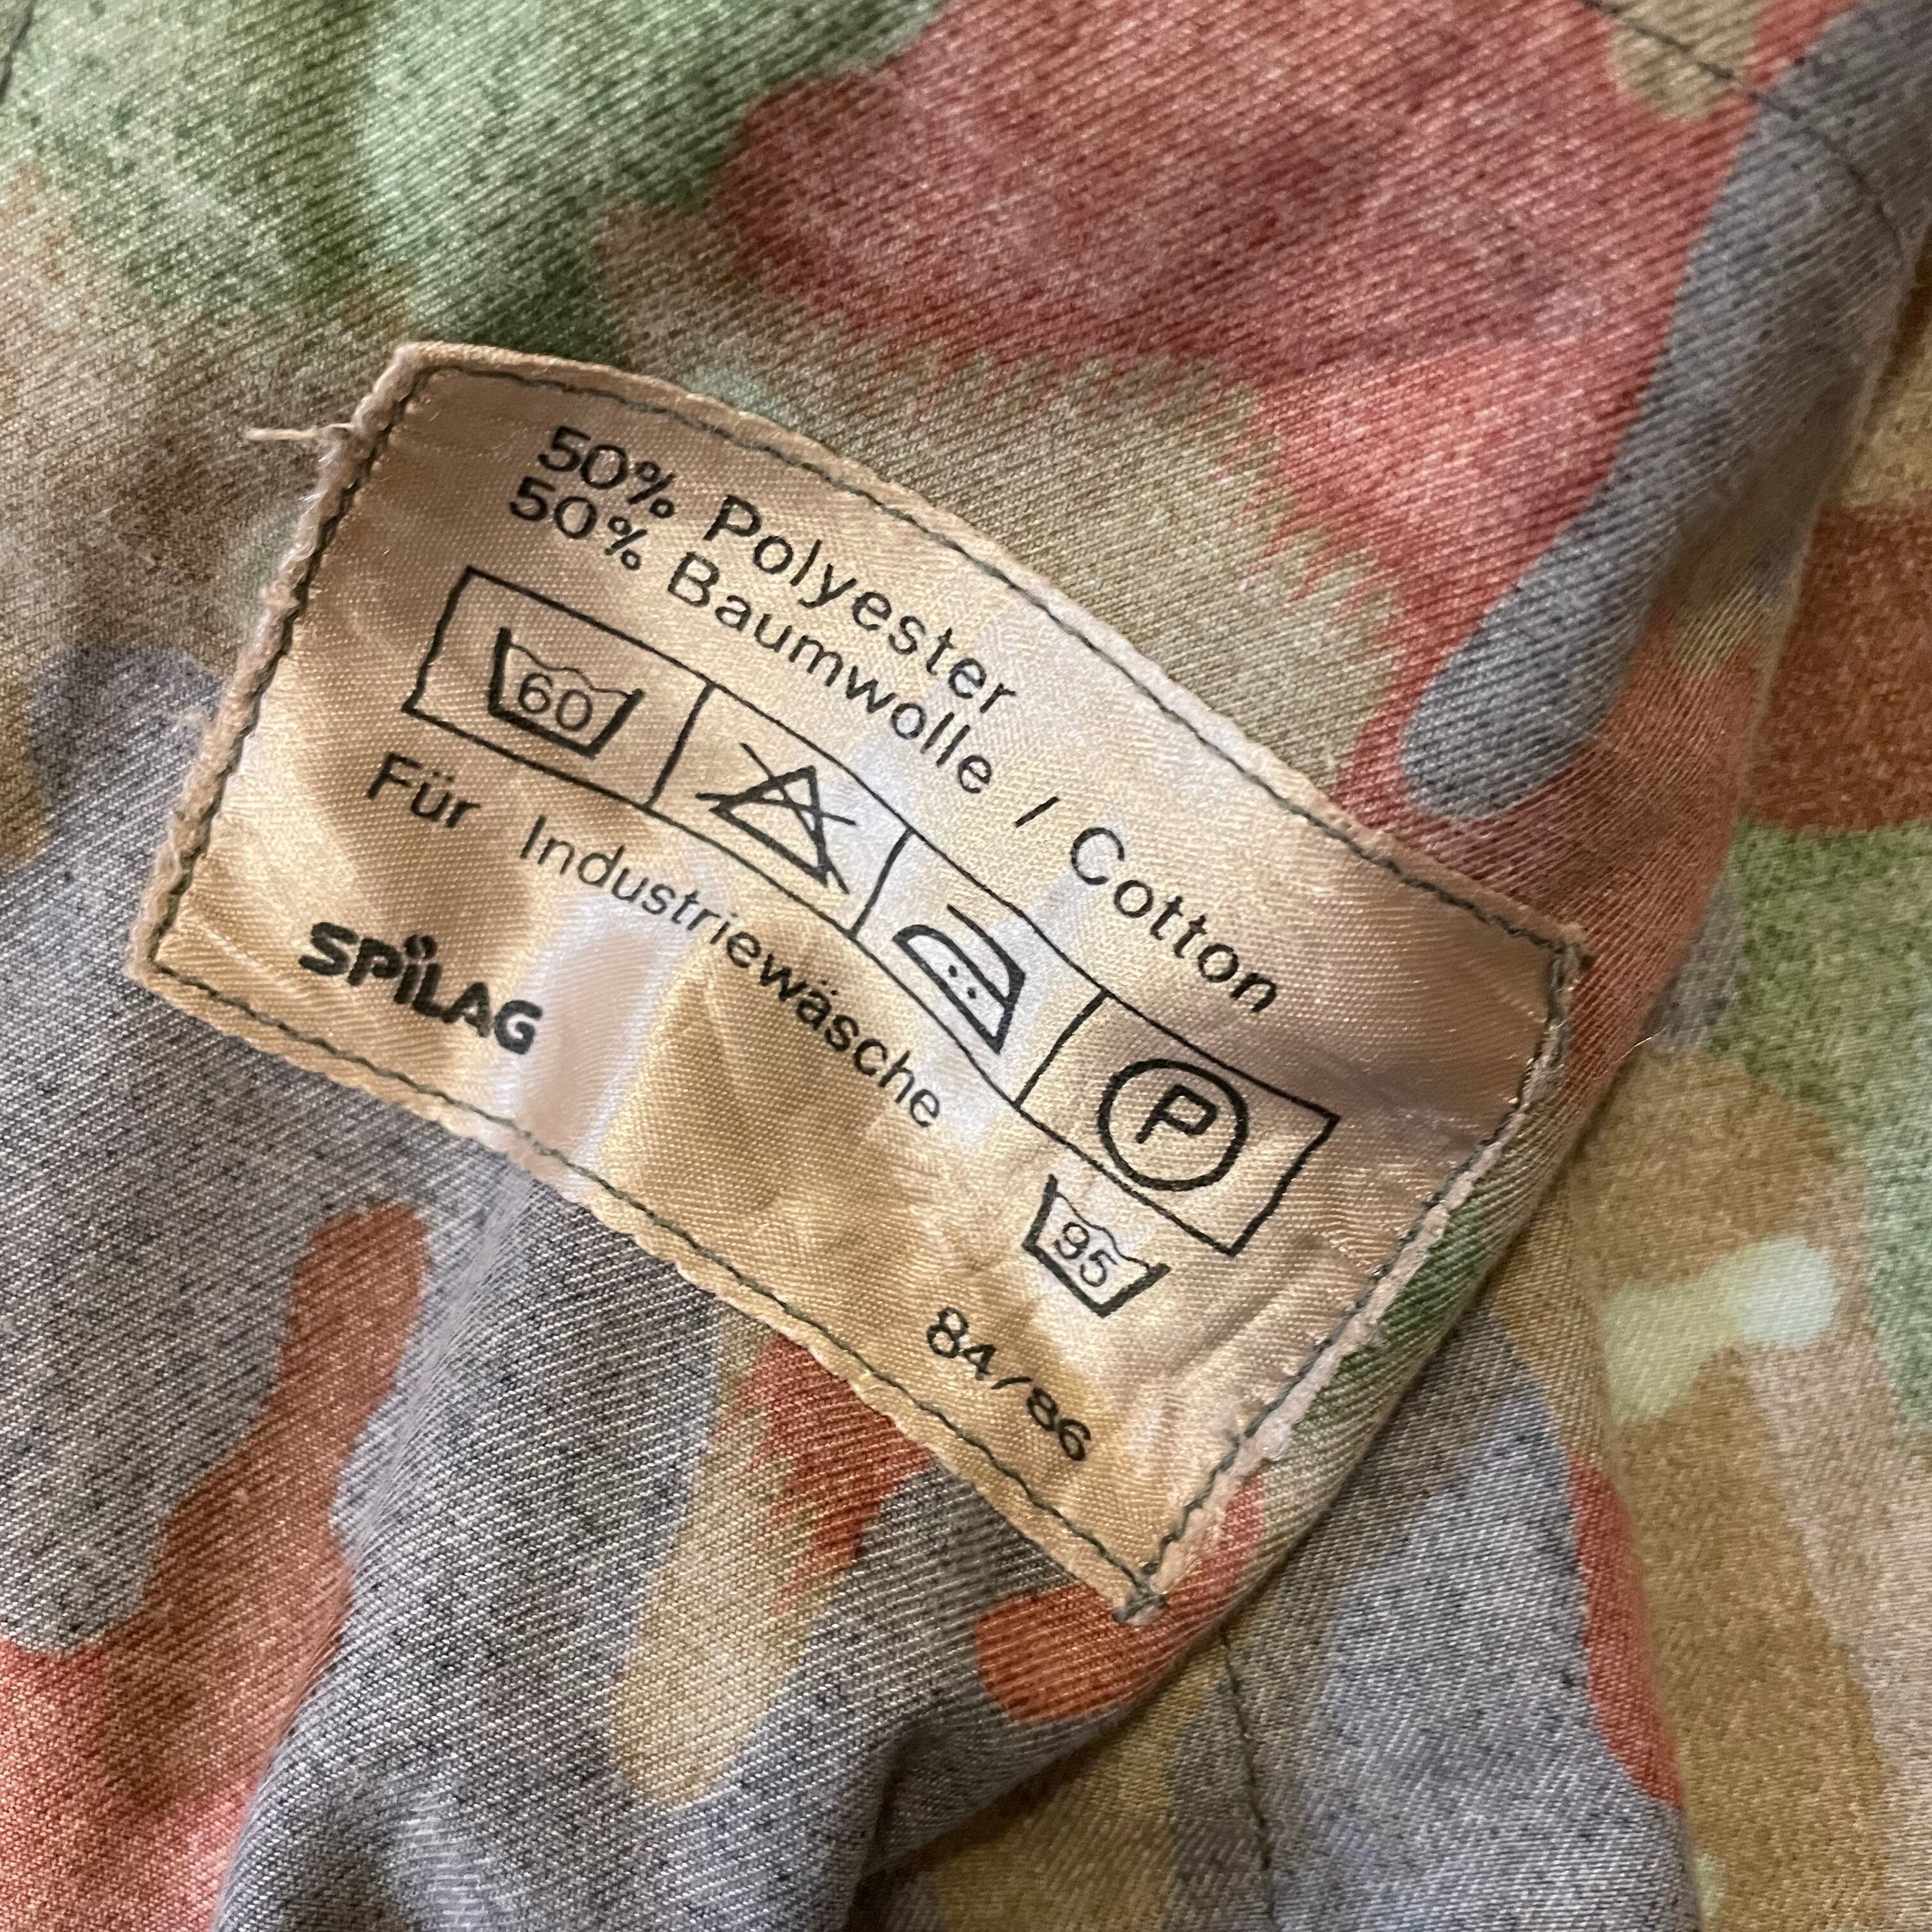 50% Polyester
50% Baumwolle / Cotton
60
P
Für Industriewäsche
95
SPiLAG
84/86